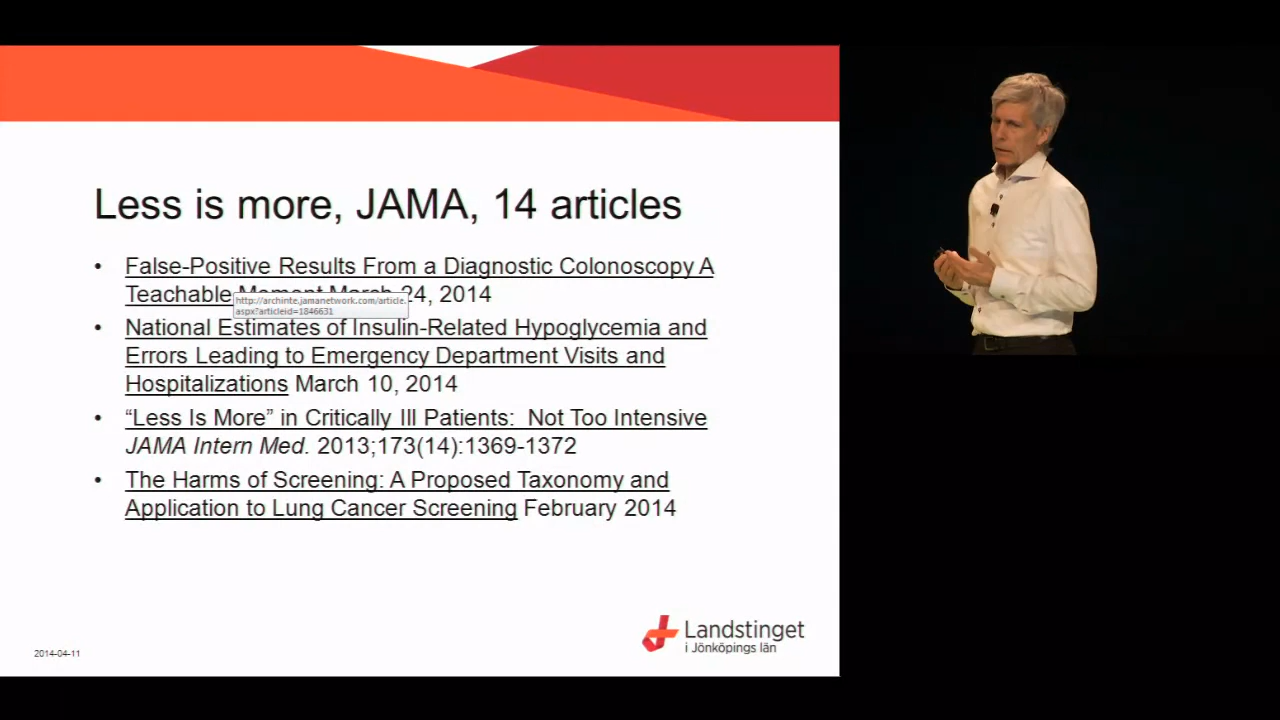 Less is more, JAMA, 14 articles
• False-Positive Results From a Diagnostic Colonoscopy A
Teachable Moment March 24, 2014
http://archinte.jamanetwork.com/article.
aspx?articleid=1846631
• National Estimates of Insulin-Related Hypoglycemia and
Errors Leading to Emergency Department Visits and
Hospitalizations March 10, 2014
• “Less Is More” in Critically Ill Patients:  Not Too Intensive
JAMA Intern Med. 2013;173(14):1369-1372
• The Harms of Screening: A Proposed Taxonomy and
Application to Lung Cancer Screening February 2014
Landstinget
i Jönköpings län
2014-04-11